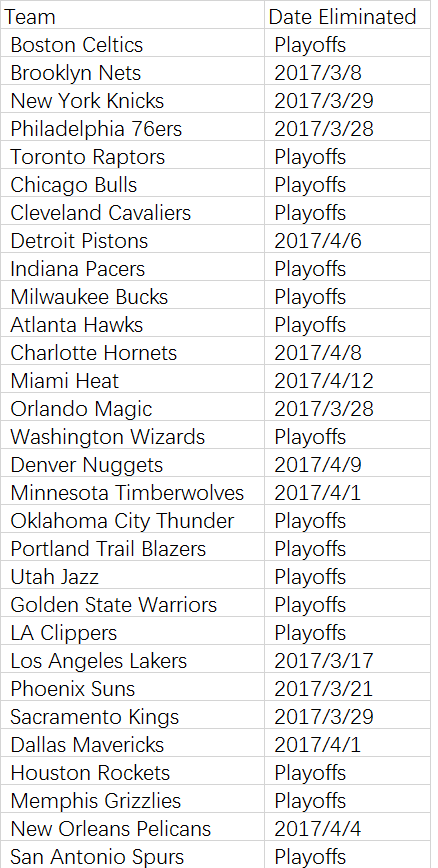 Team Date Eliminated
Boston Celtics Playoffs
Brooklyn Nets 2017/3/8
New York Knicks 2017/3/29
Philadelphia 76ers 2017/3/28
Toronto Raptors Playoffs
Chicago Bulls Playoffs
Cleveland Cavaliers Playoffs
Detroit Pistons 2017/4/6
Indiana Pacers Playoffs
Milwaukee Bucks Playoffs
Atlanta Hawks Playoffs
Charlotte Hornets 2017/4/8
Miami Heat 2017/4/12
Orlando Magic 2017/3/28
Washington Wizards Playoffs
Denver Nuggets 2017/4/9
Minnesota Timberwolves 2017/4/1
Oklahoma City Thunder Playoffs
Portland Trail Blazers Playoffs
Utah Jazz Playoffs
Golden State Warriors Playoffs
LA Clippers Playoffs
Los Angeles Lakers 2017/3/17
Phoenix Suns 2017/3/21
Sacramento Kings 2017/3/29
Dallas Mavericks 2017/4/1
Houston Rockets Playoffs
Memphis Grizzlies Playoffs
New Orleans Pelicans 2017/4/4
San Antonio Spurs Playoffs